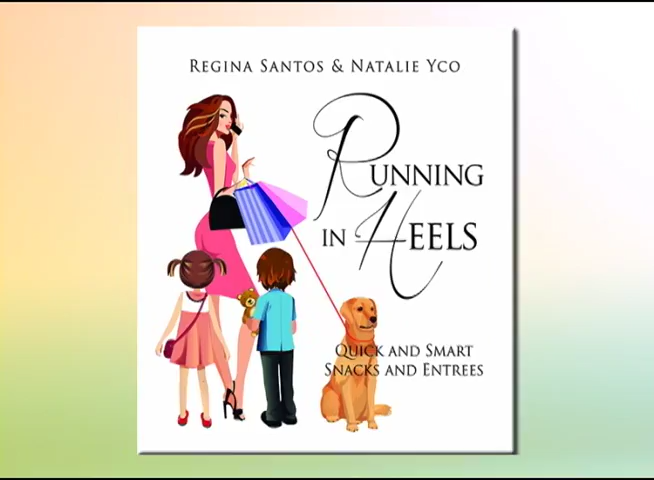 REGINA SANTOS & NATALIE YCO
RUNNING
IN HEELS
QUICK AND SMART
SNACKS AND ENTREES